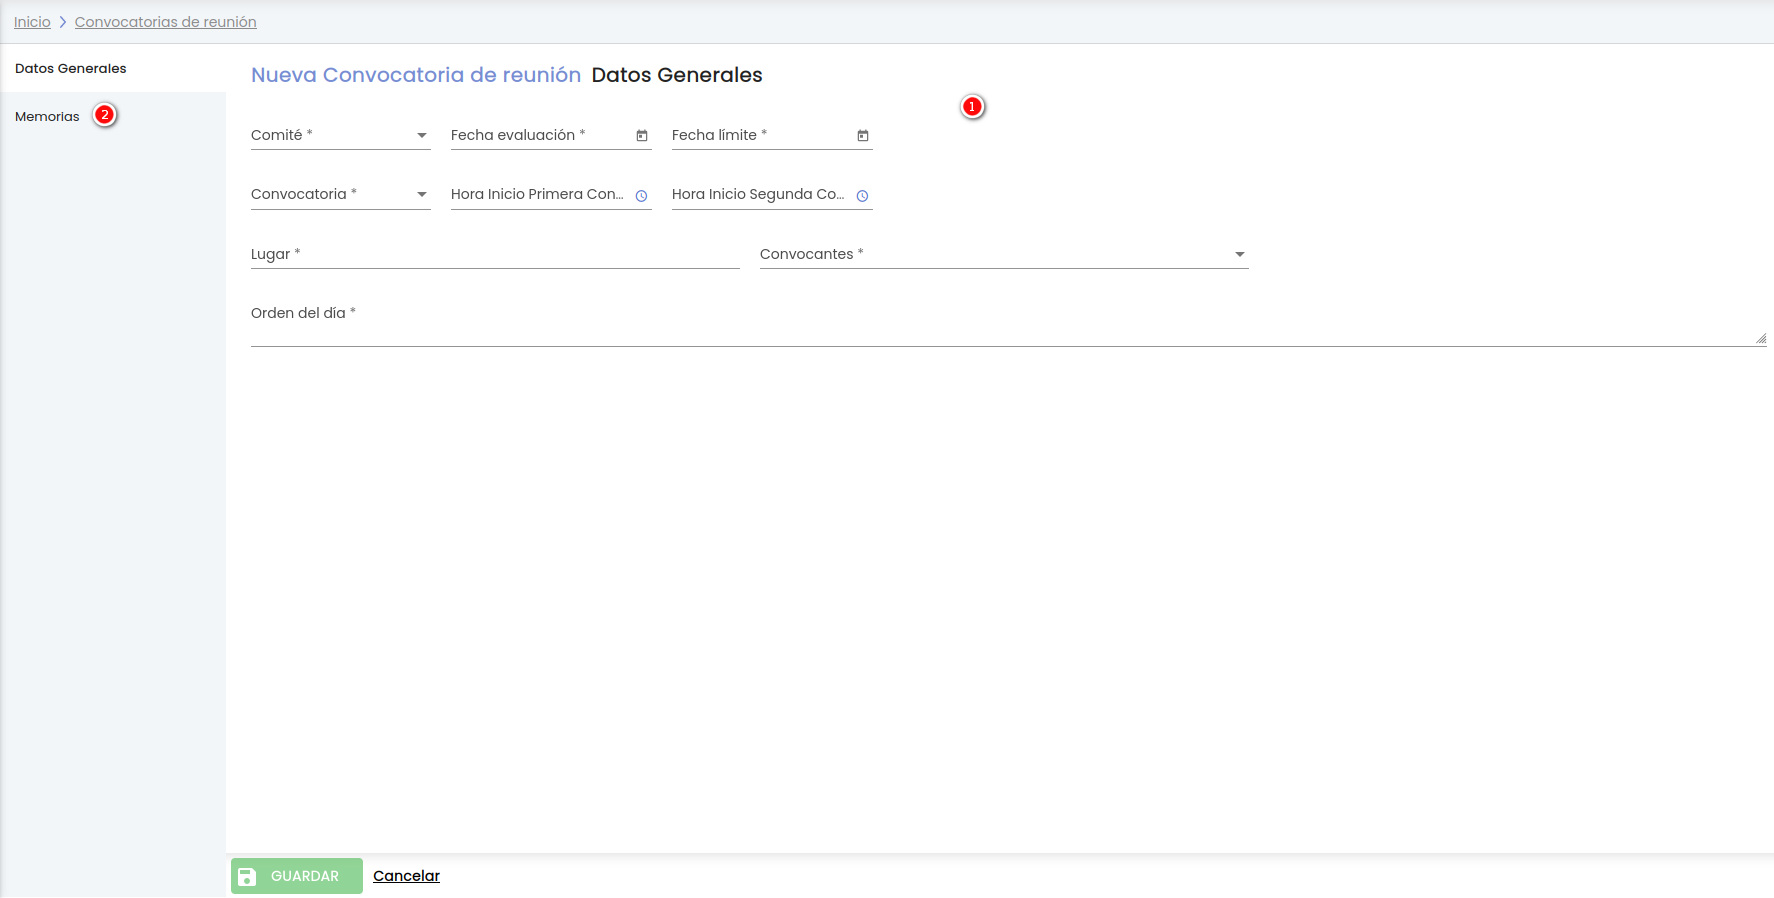 Inicio > Convocatorias de reunión
Datos Generales
Memorias 2
Nueva Convocatoria de reunión Datos Generales
1
Comité * Fecha evaluación * Fecha límite *
Convocatoria * Hora Inicio Primera Con... Hora Inicio Segunda Co...
Lugar * Convocantes *
Orden del día *
GUARDAR Cancelar